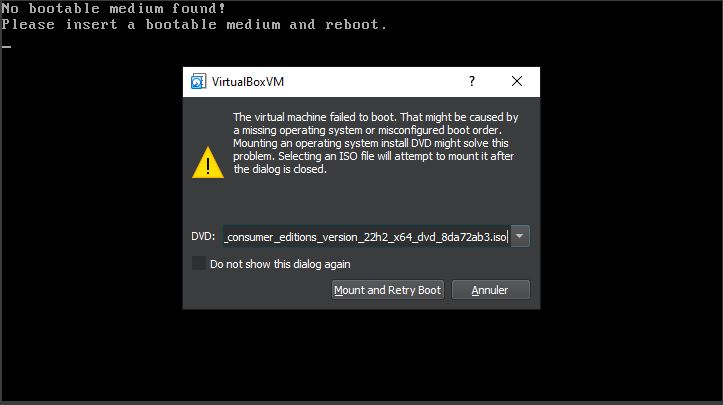 No bootable medium found!
Please insert a bootable medium and reboot.
_
VirtualBoxVM
?
The virtual machine failed to boot. That might be caused by
a missing operating system or misconfigured boot order.
Mounting an operating system install DVD might solve this
problem. Selecting an ISO file will attempt to mount it after
the dialog is closed.
DVD: _consumer_editions_version_22h2_x64_dvd_8da72ab3.iso
Do not show this dialog again
Mount and Retry Boot Annuler